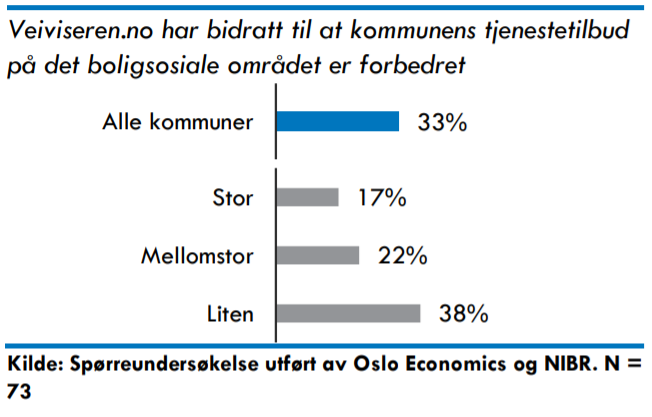 Veiviseren.no har bidratt til at kommunens tjenestetilbud
på det boligsosiale området er forbedret
Alle kommuner 33%
Stor 17%
Mellomstor 22%
Liten 38%
Kilde: Spørreundersøkelse utført av Oslo Economics og NIBR. N =
73